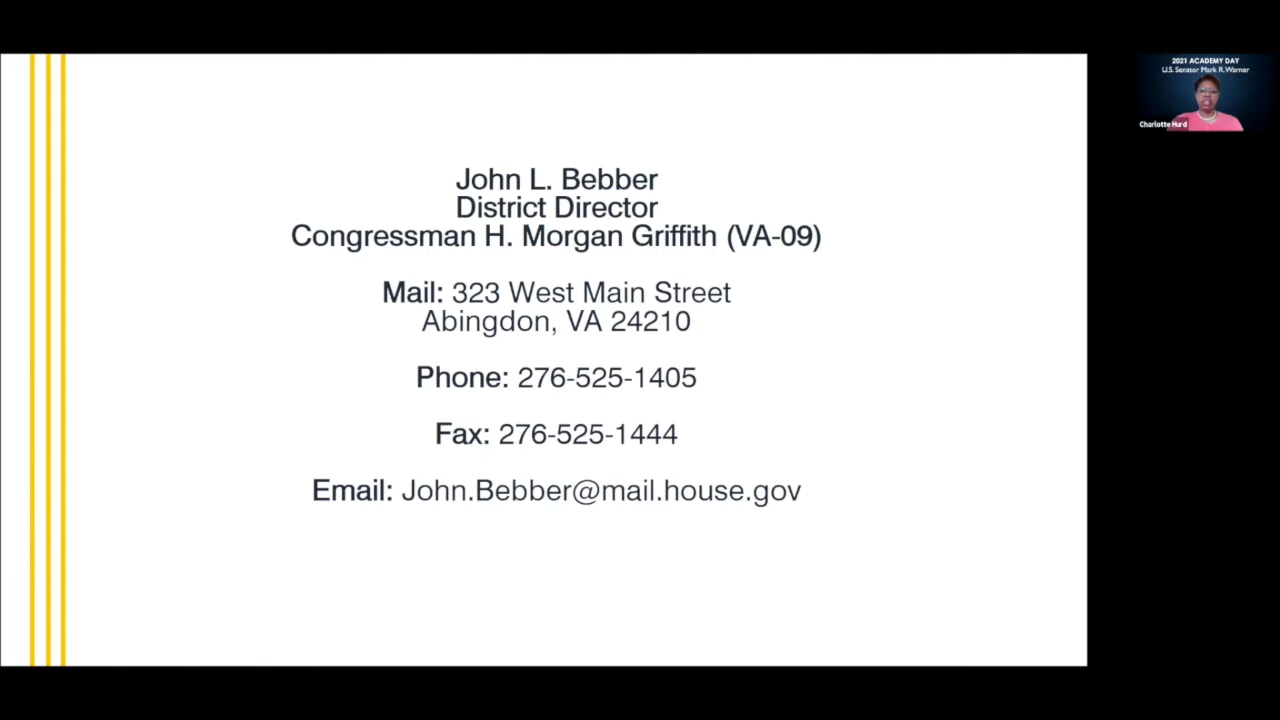 John L. Bebber
District Director
Congressman H. Morgan Griffith (VA-09)
Mail: 323 West Main Street
Abingdon, VA 24210
Phone: 276-525-1405
Fax: 276-525-1444
Email: John.Bebber@mail.house.gov
2021 ACADEMY DAY
U.S. Senator Mark R. Warner
Charlotte Hurd